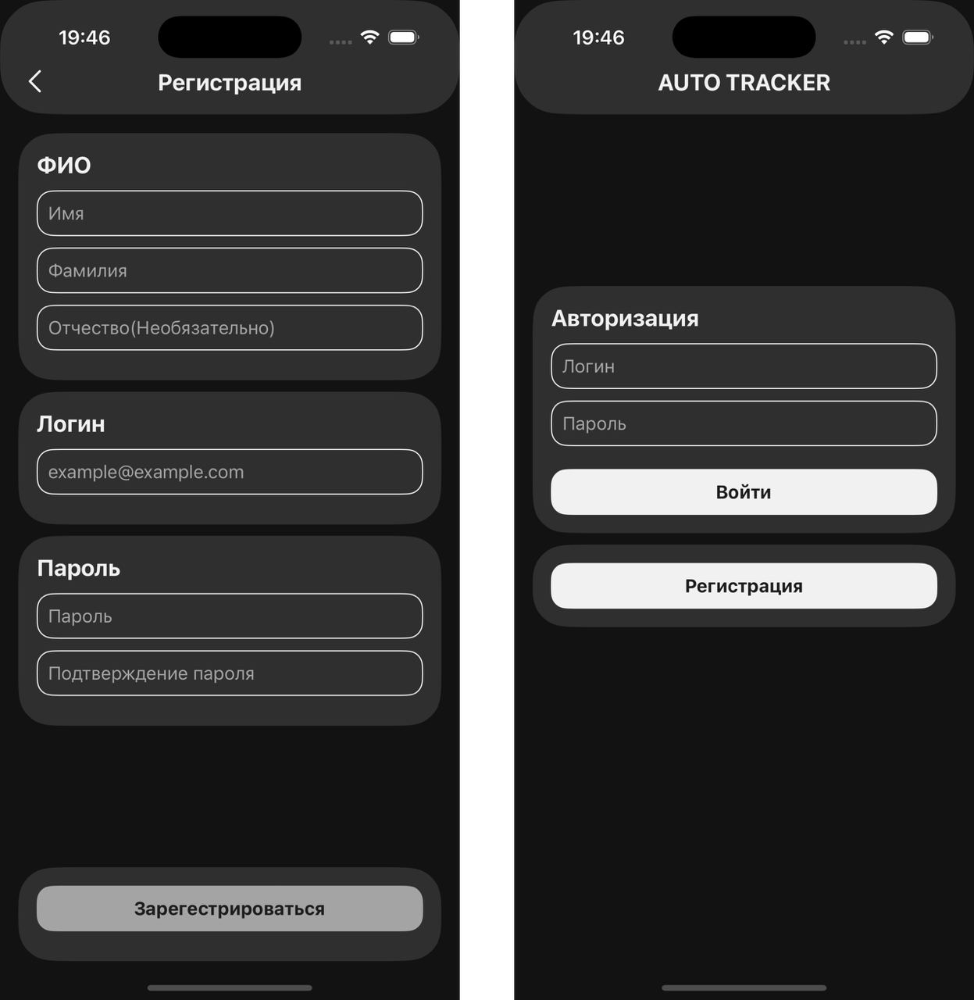 19:46
Регистрация
ФИО
Имя
Фамилия
Отчество(Необязательно)
Логин
example@example.com
Пароль
Пароль
Подтверждение пароля
Зарегестрироваться
19:46
AUTO TRACKER
Авторизация
Логин
Пароль
Войти
Регистрация